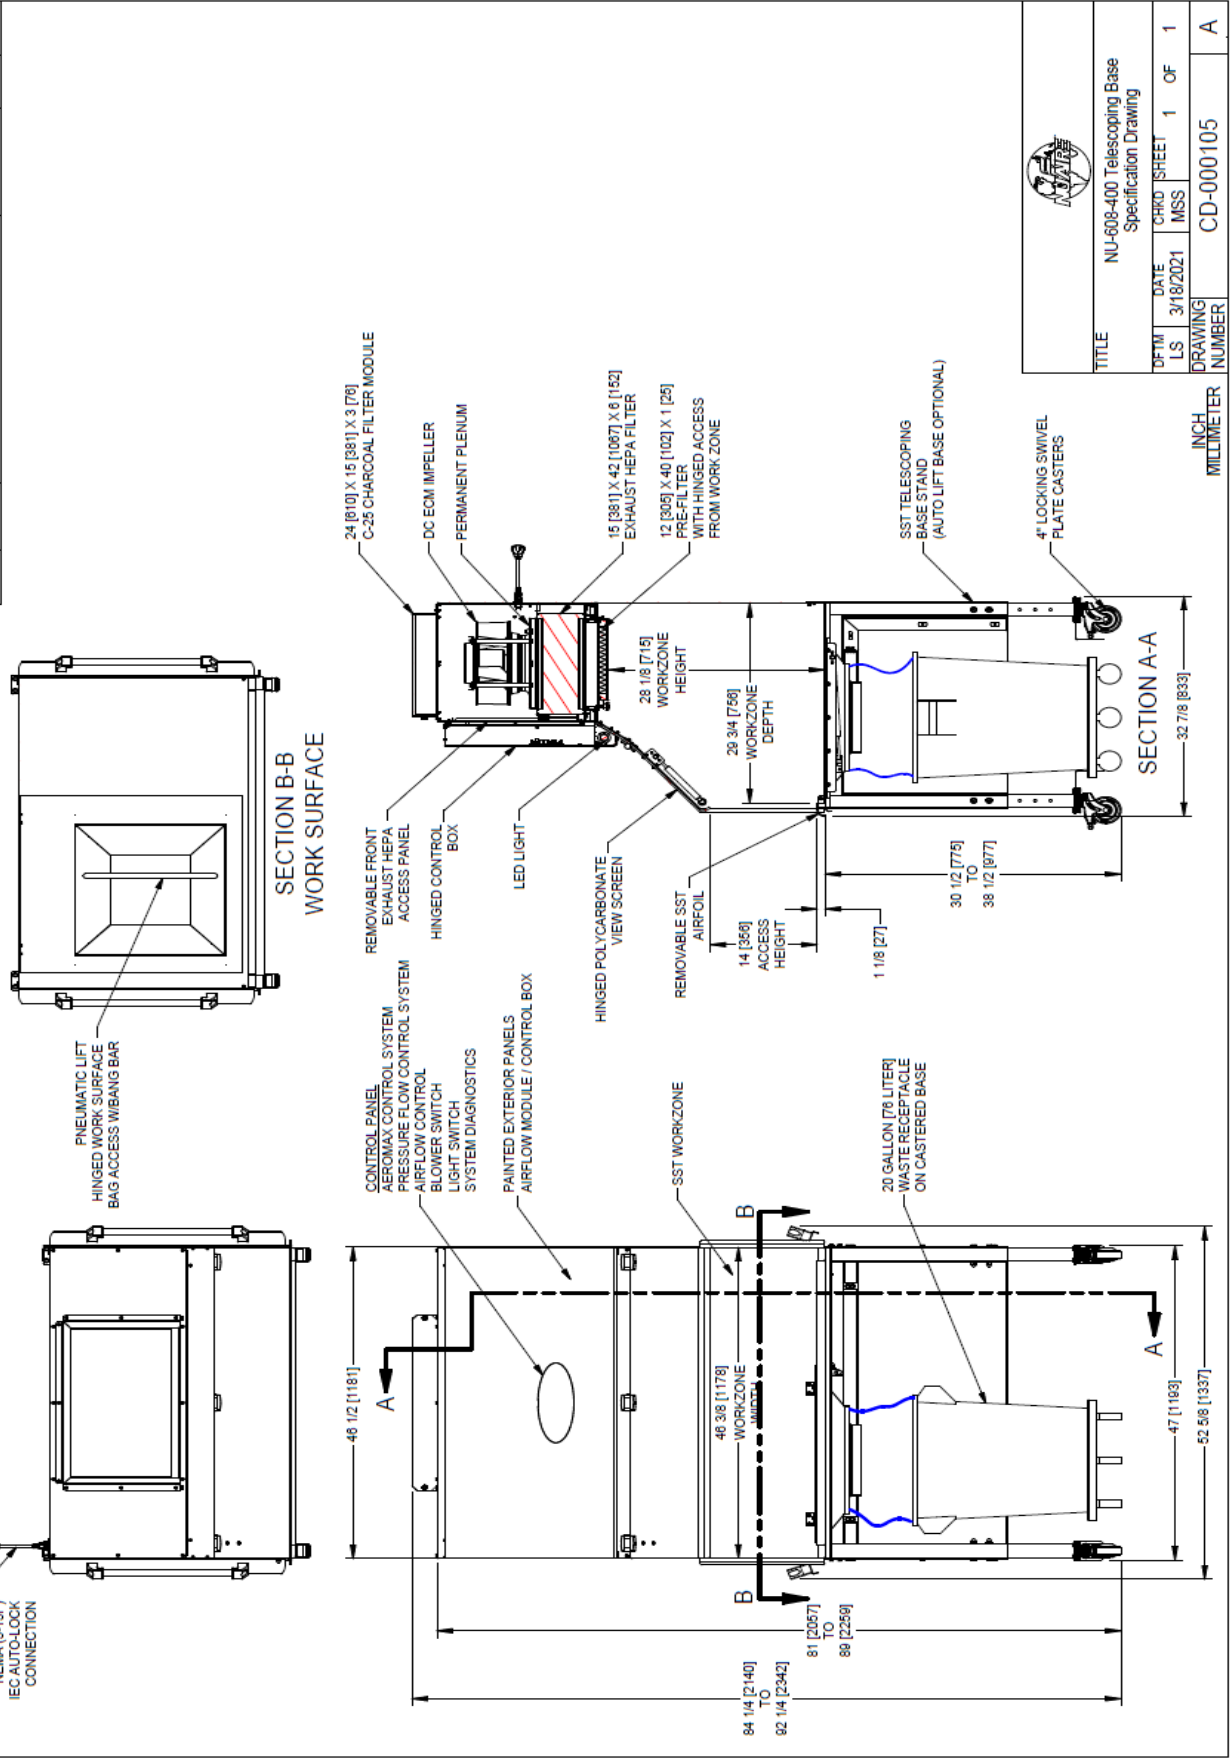 IEC AUTO-LOCK
CONNECTION
PNEUMATIC LIFT
HINGED WORK SURFACE
BAG ACCESS W/BANG BAR
SECTION B-B
WORK SURFACE
CONTROL PANEL
AEROMAX CONTROL SYSTEM
PRESSURE FLOW CONTROL SYSTEM
AIRFLOW CONTROL
BLOWER SWITCH
LIGHT SWITCH
SYSTEM DIAGNOSTICS
PAINTED EXTERIOR PANELS
AIRFLOW MODULE / CONTROL BOX
46 1/2 [1181]
A
A
B
B
46 3/8 [1178]
WORKZONE
WIDTH
SST WORKZONE
20 GALLON [76 LITER]
WASTE RECEPTACLE
ON CASTERED BASE
81 [2057]
TO
89 [2259]
84 1/4 [2140]
TO
92 1/4 [2342]
47 [1193]
52 5/8 [1337]
REMOVABLE FRONT
EXHAUST HEPA
ACCESS PANEL
HINGED CONTROL
BOX
LED LIGHT
HINGED POLYCARBONATE
VIEW SCREEN
REMOVABLE SST
AIRFOIL
14 [356]
ACCESS
HEIGHT
1 1/8 [27]
30 1/2 [775]
TO
38 1/2 [977]
24 [610] X 15 [381] X 3 [76]
C-25 CHARCOAL FILTER MODULE
DC ECM IMPELLER
PERMANENT PLENUM
15 [381] X 42 [1067] X 6 [152]
EXHAUST HEPA FILTER
12 [305] X 40 [102] X 1 [25]
PRE-FILTER
WITH HINGED ACCESS
FROM WORK ZONE
28 1/8 [715]
WORKZONE
HEIGHT
29 3/4 [756]
WORKZONE
DEPTH
SST TELESCOPING
BASE STAND
(AUTO LIFT BASE OPTIONAL)
4" LOCKING SWIVEL
PLATE CASTERS
SECTION A-A
32 7/8 [833]
INCH
MILLIMETER
NUAIRE
TITLE
NU-608-400 Telescoping Base
Specification Drawing
DFTM DATE CHKD SHEET 1 OF 1
LS 3/18/2021 MSS
DRAWING
NUMBER
CD-000105 A